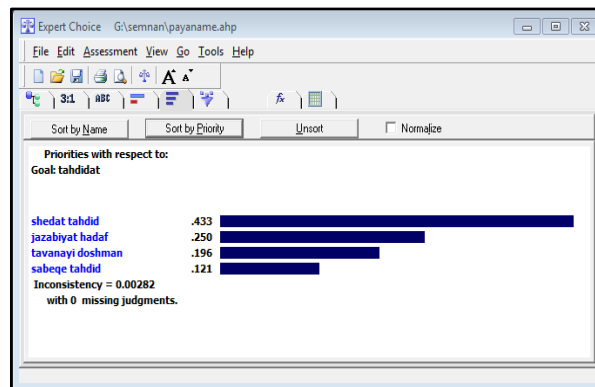 Expert Choice G:\semnan\payaname.ahp
File Edit Assessment View Go Tools Help
A A
3:1 ABC fx
Sort by Name Sort by Priority Unsort Normalize
Priorities with respect to:
Goal: tahdidat
shedat tahdid .433
jazabiyat hadaf .250
tavanayi doshman .196
sabeqe tahdid .121
Inconsistency = 0.00282
with 0 missing judgments.